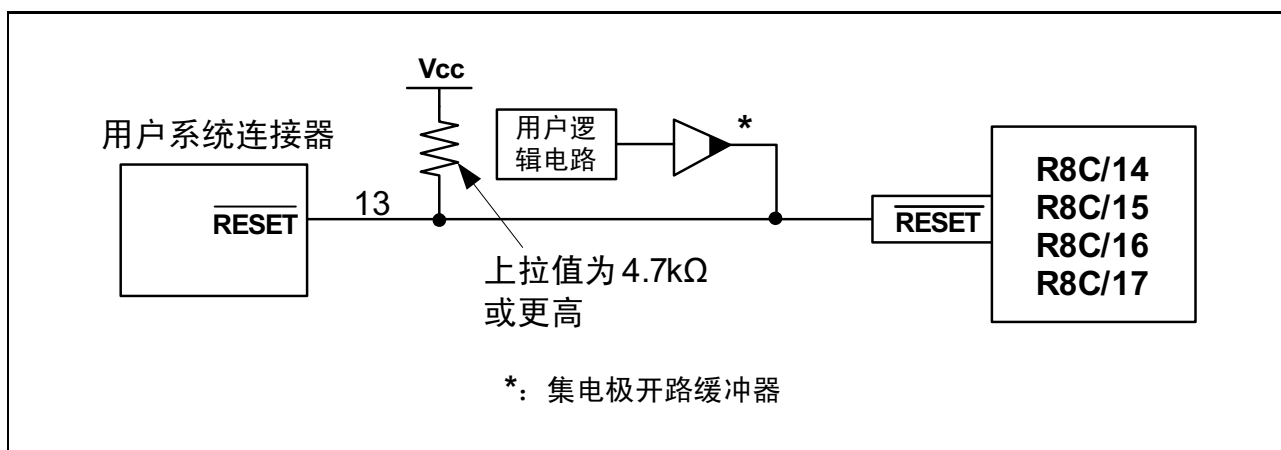 Vcc
用户系统连接器
用户逻
辑电路
*
RESET
13
RESET
R8C/14
R8C/15
R8C/16
R8C/17
上拉值为 4.7kΩ
或更高
*：集电极开路缓冲器